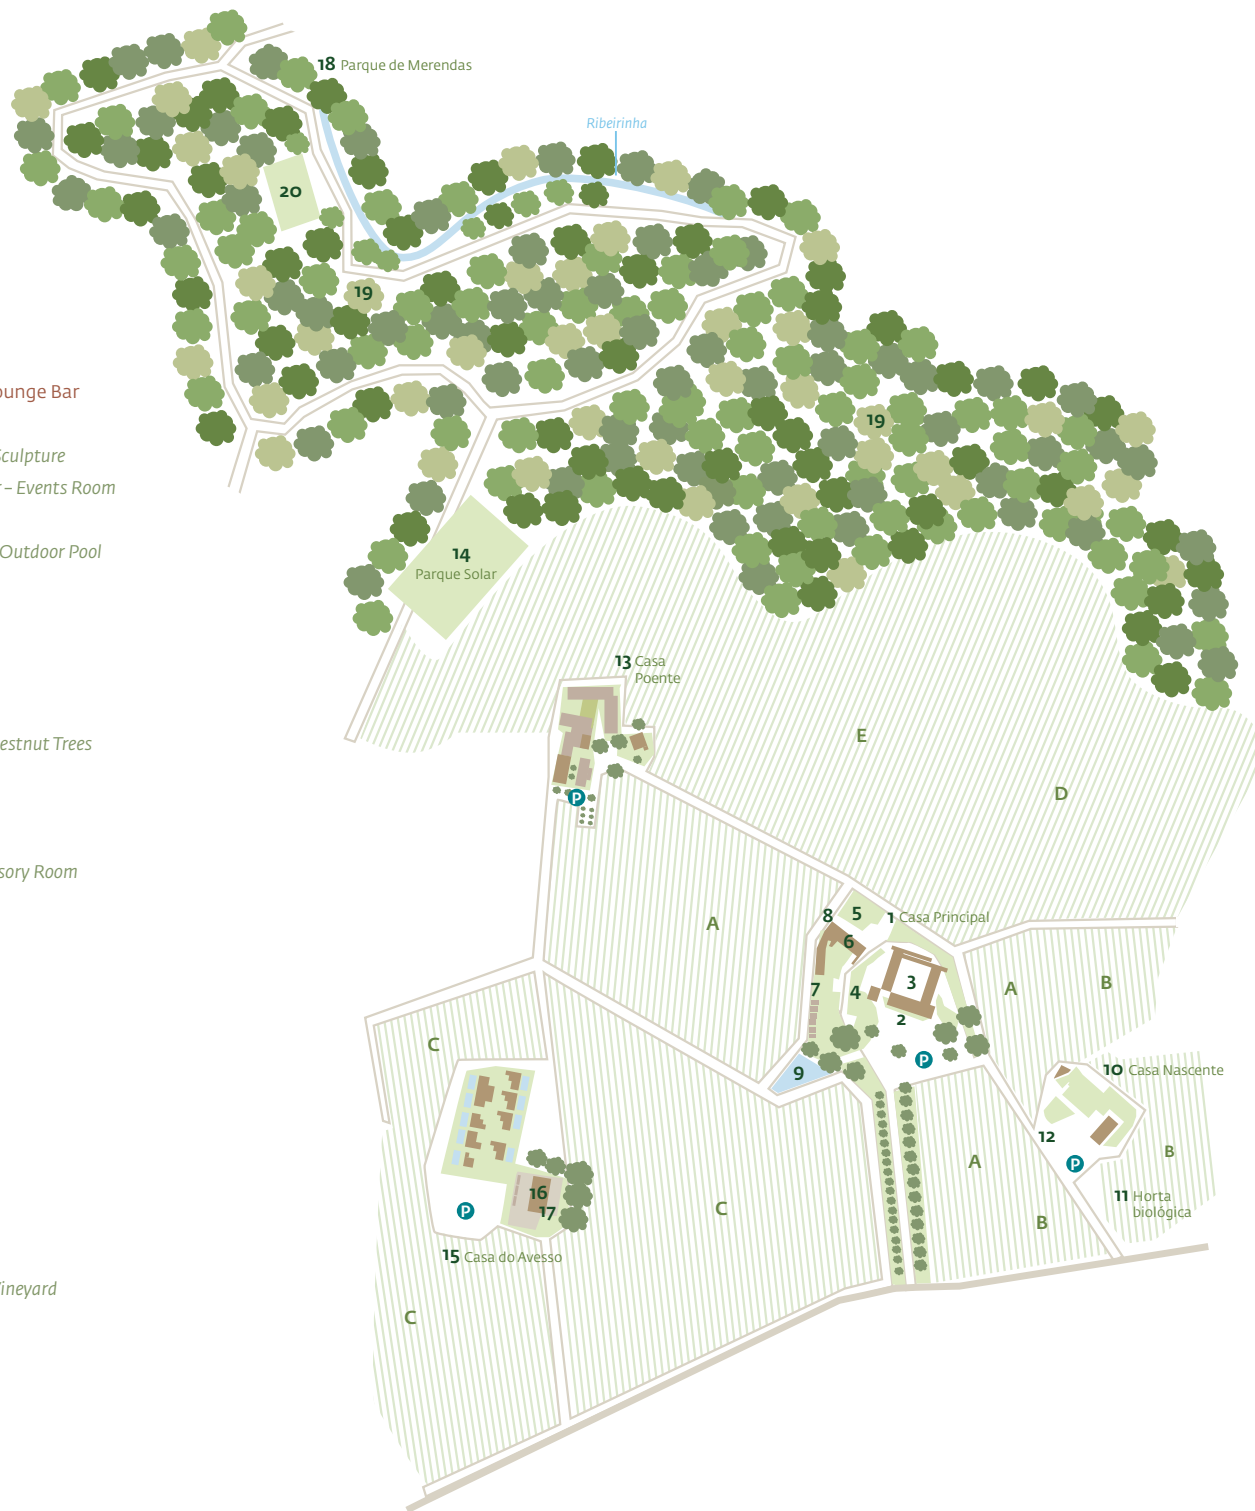 18 Parque de Merendas
Ribeirinha
20
19
ounge Bar
19
Sculpture
– Events Room
Outdoor Pool
14
Parque Solar
13 Casa
Poente
E
estnut Trees
D
P
sory Room
A
8
5
1 Casa Principal
6
3
7
4
2
A
B
C
9
P
10 Casa Nascente
12
P
A
B
11 Horta
biológica
16
17
P
C
B
15 Casa do Avesso
Vineyard
C